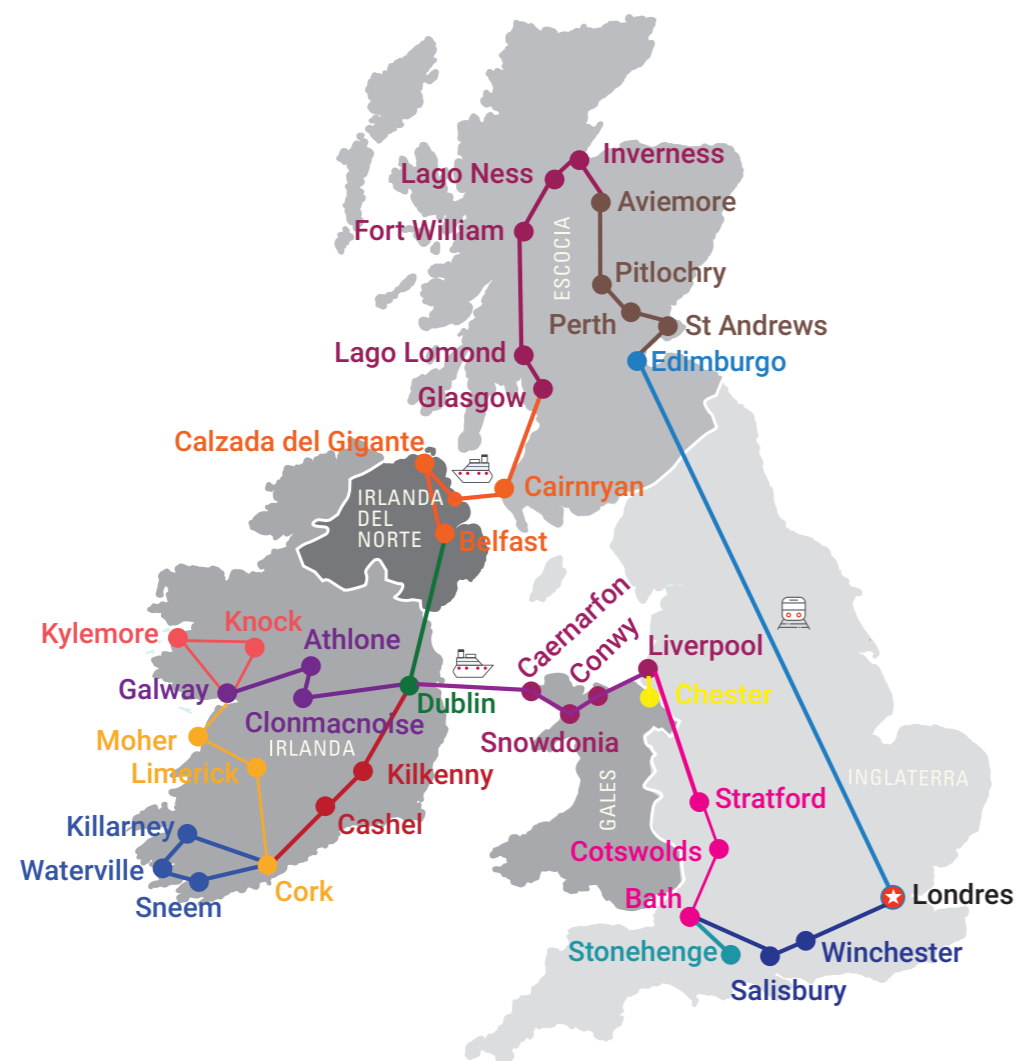 Inverness
Lago Ness
Aviemore
Fort William
ESCOCIA
Pitlochry
Perth
St Andrews
Lago Lomond
Edimburgo
Glasgow
Calzada del Gigante
Cairnryan
IRLANDA
DEL
NORTE
Belfast
Caernarfon
Conwy
Knock
Kylemore
Athlone
Liverpool
Galway
Chester
Dublin
Clonmacnoise
Snowdonia
Moher
IRLANDA
Limerick
Kilkenny
INGLATERRA
GALES
Stratford
Killarney
Cashel
Cotswolds
Waterville
Cork
Bath
Londres
Sneem
Stonehenge
Winchester
Salisbury